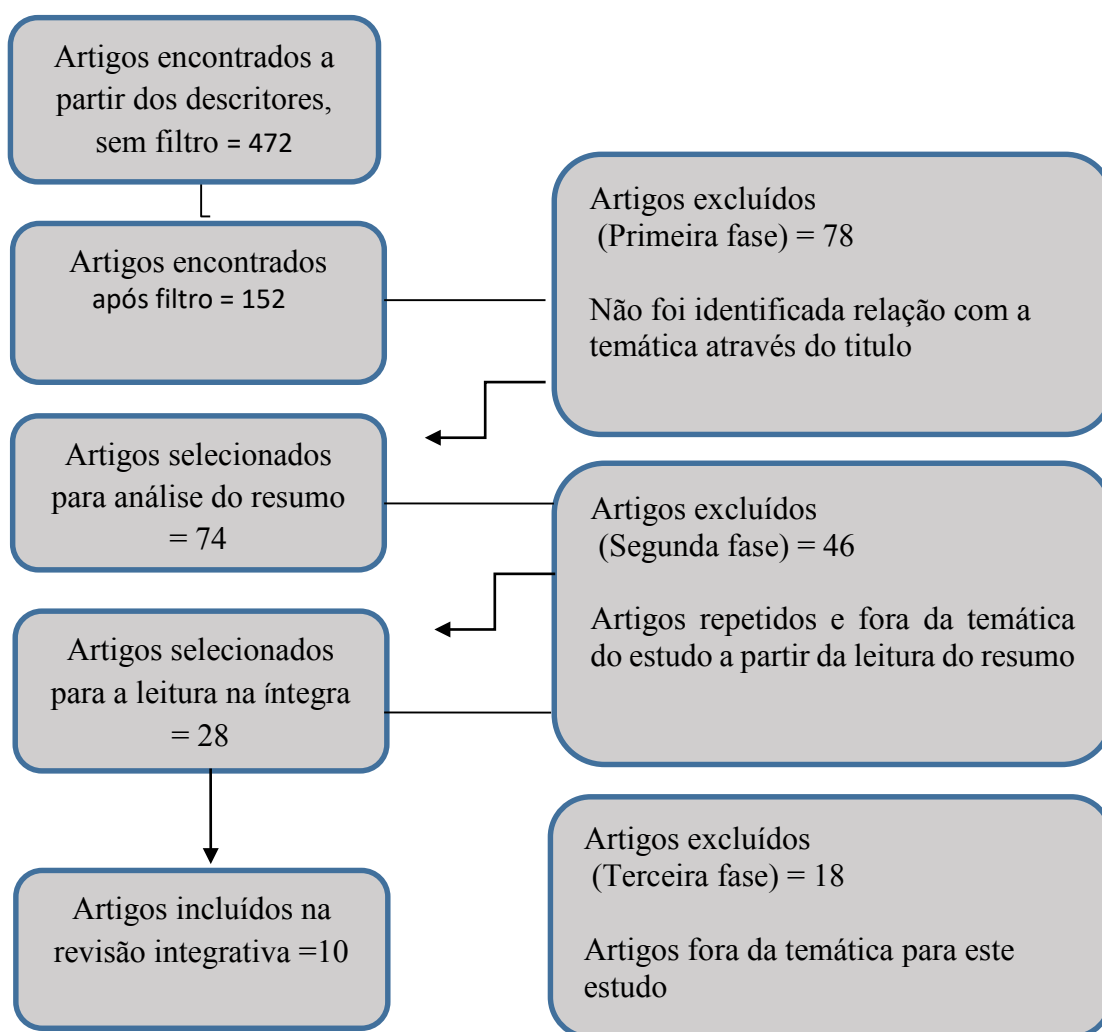 Artigos encontrados a
partir dos descritores,
sem filtro = 472
Artigos encontrados
após filtro = 152
Artigos excluídos
(Primeira fase) = 78
Não foi identificada relação com a
temática através do titulo
Artigos selecionados
para análise do resumo
= 74
Artigos excluídos
(Segunda fase) = 46
Artigos repetidos e fora da temática
do estudo a partir da leitura do resumo
Artigos selecionados
para a leitura na íntegra
= 28
Artigos excluídos
(Terceira fase) = 18
Artigos fora da temática para este
estudo
Artigos incluídos na
revisão integrativa =10